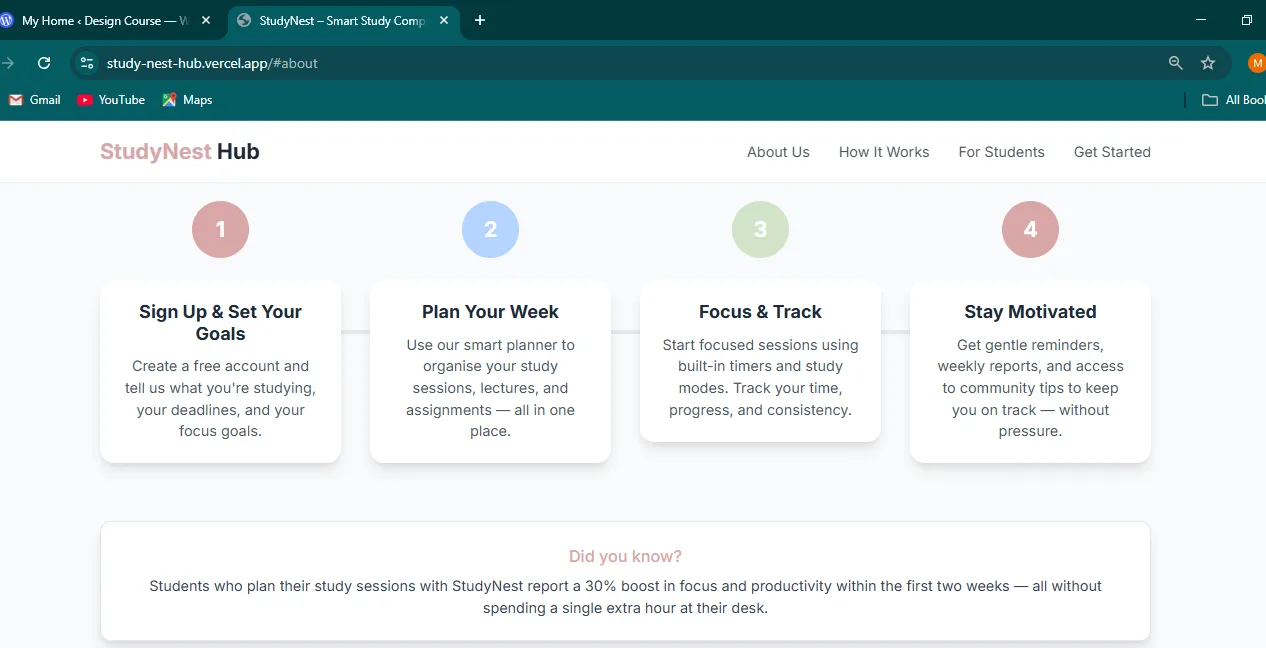 My Home ‹ Design Course — W
StudyNest – Smart Study Comp
study-nest-hub.vercel.app/#about
M
Gmail
YouTube
Maps
All Boo
StudyNest Hub
About Us
How It Works
For Students
Get Started
1
2
3
4
Sign Up & Set Your
Goals
Create a free account and
tell us what you're studying,
your deadlines, and your
focus goals.
Plan Your Week
Use our smart planner to
organise your study
sessions, lectures, and
assignments — all in one
place.
Focus & Track
Start focused sessions using
built-in timers and study
modes. Track your time,
progress, and consistency.
Stay Motivated
Get gentle reminders,
weekly reports, and access
to community tips to keep
you on track — without
pressure.
Did you know?
Students who plan their study sessions with StudyNest report a 30% boost in focus and productivity within the first two weeks — all without
spending a single extra hour at their desk.